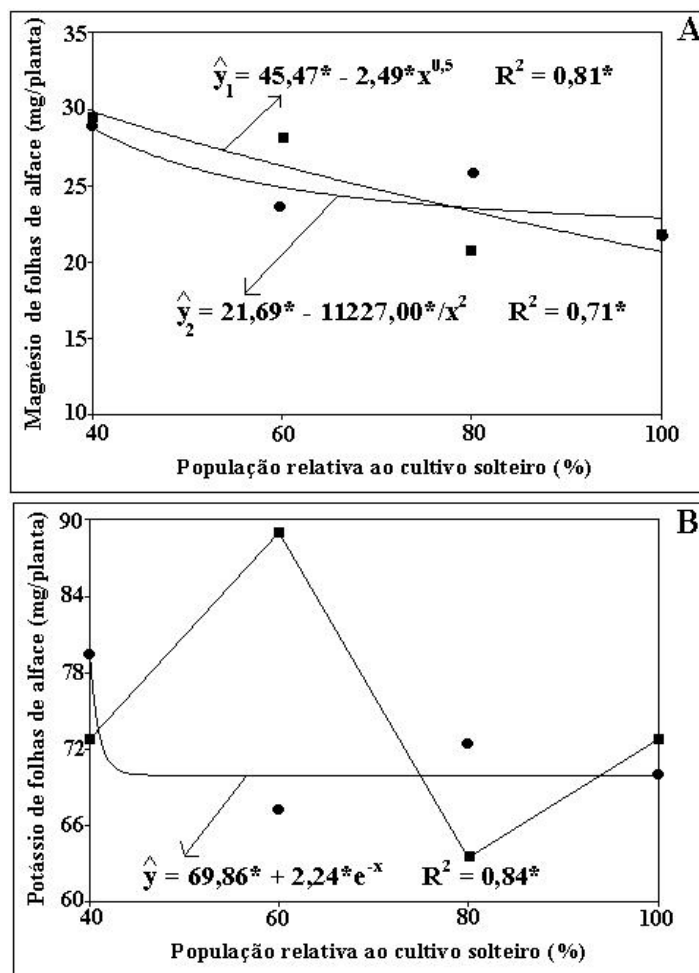 A
Magnésio de folhas de alface (mg/planta)
35
30
25
20
15
10
ŷ₁ = 45,47* - 2,49*x^0,5 R² = 0,81*
ŷ₂ = 21,69* - 11227,00*/x² R² = 0,71*
40 60 80 100
População relativa ao cultivo solteiro (%)
B
Potássio de folhas de alface (mg/planta)
90
84
78
72
66
60
ŷ = 69,86* + 2,24*e^-x R² = 0,84*
40 60 80 100
População relativa ao cultivo solteiro (%)